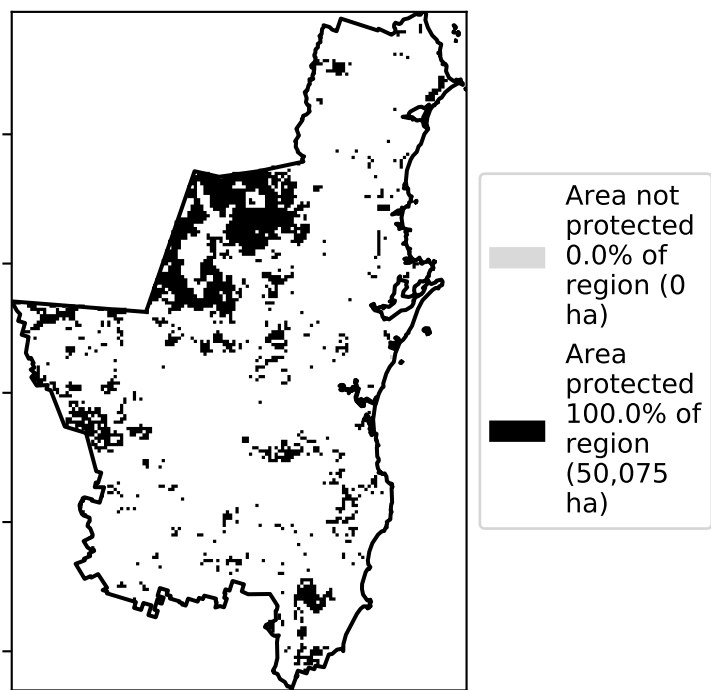 Area not
protected
0.0% of
region (0
ha)
Area
protected
100.0% of
region
(50,075
ha)